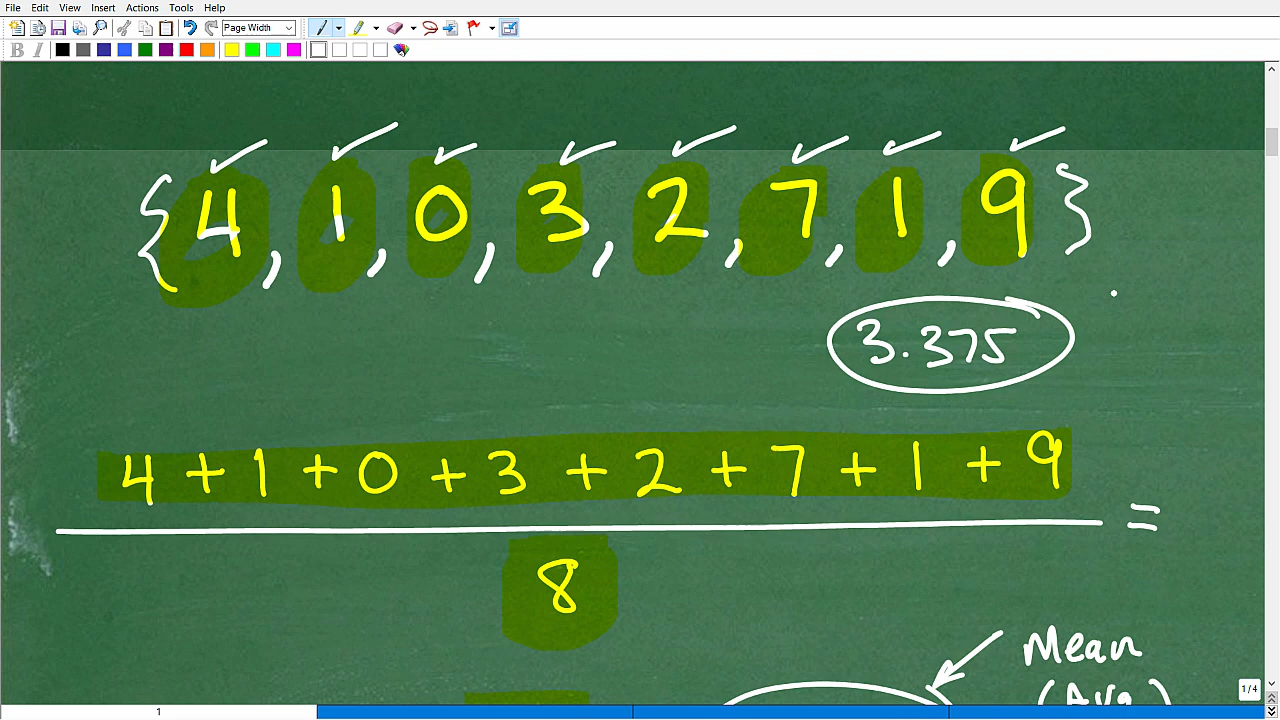 File Edit View Insert Actions Tools Help
Page Width
B I
{4, 1, 0, 3, 2, 7, 1, 9}
3.375
4 + 1 + 0 + 3 + 2 + 7 + 1 + 9 =
8
Mean
(Avg)
1/4
1